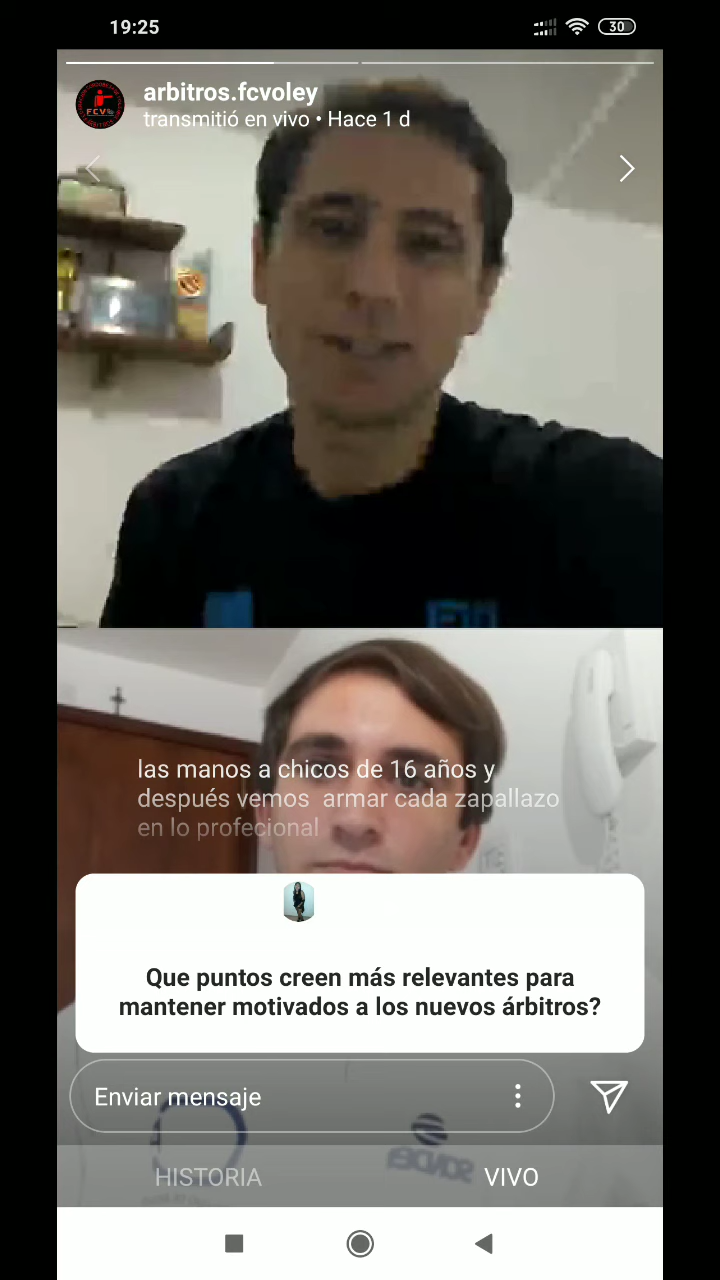 19:25
30
arbitros.fcvoley
transmitió en vivo • Hace 1 d
FCV
las manos a chicos de 16 años y
después vemos armar cada zapallazo
en lo profecional
Que puntos creen más relevantes para
mantener motivados a los nuevos árbitros?
Enviar mensaje
HISTORIA
VIVO